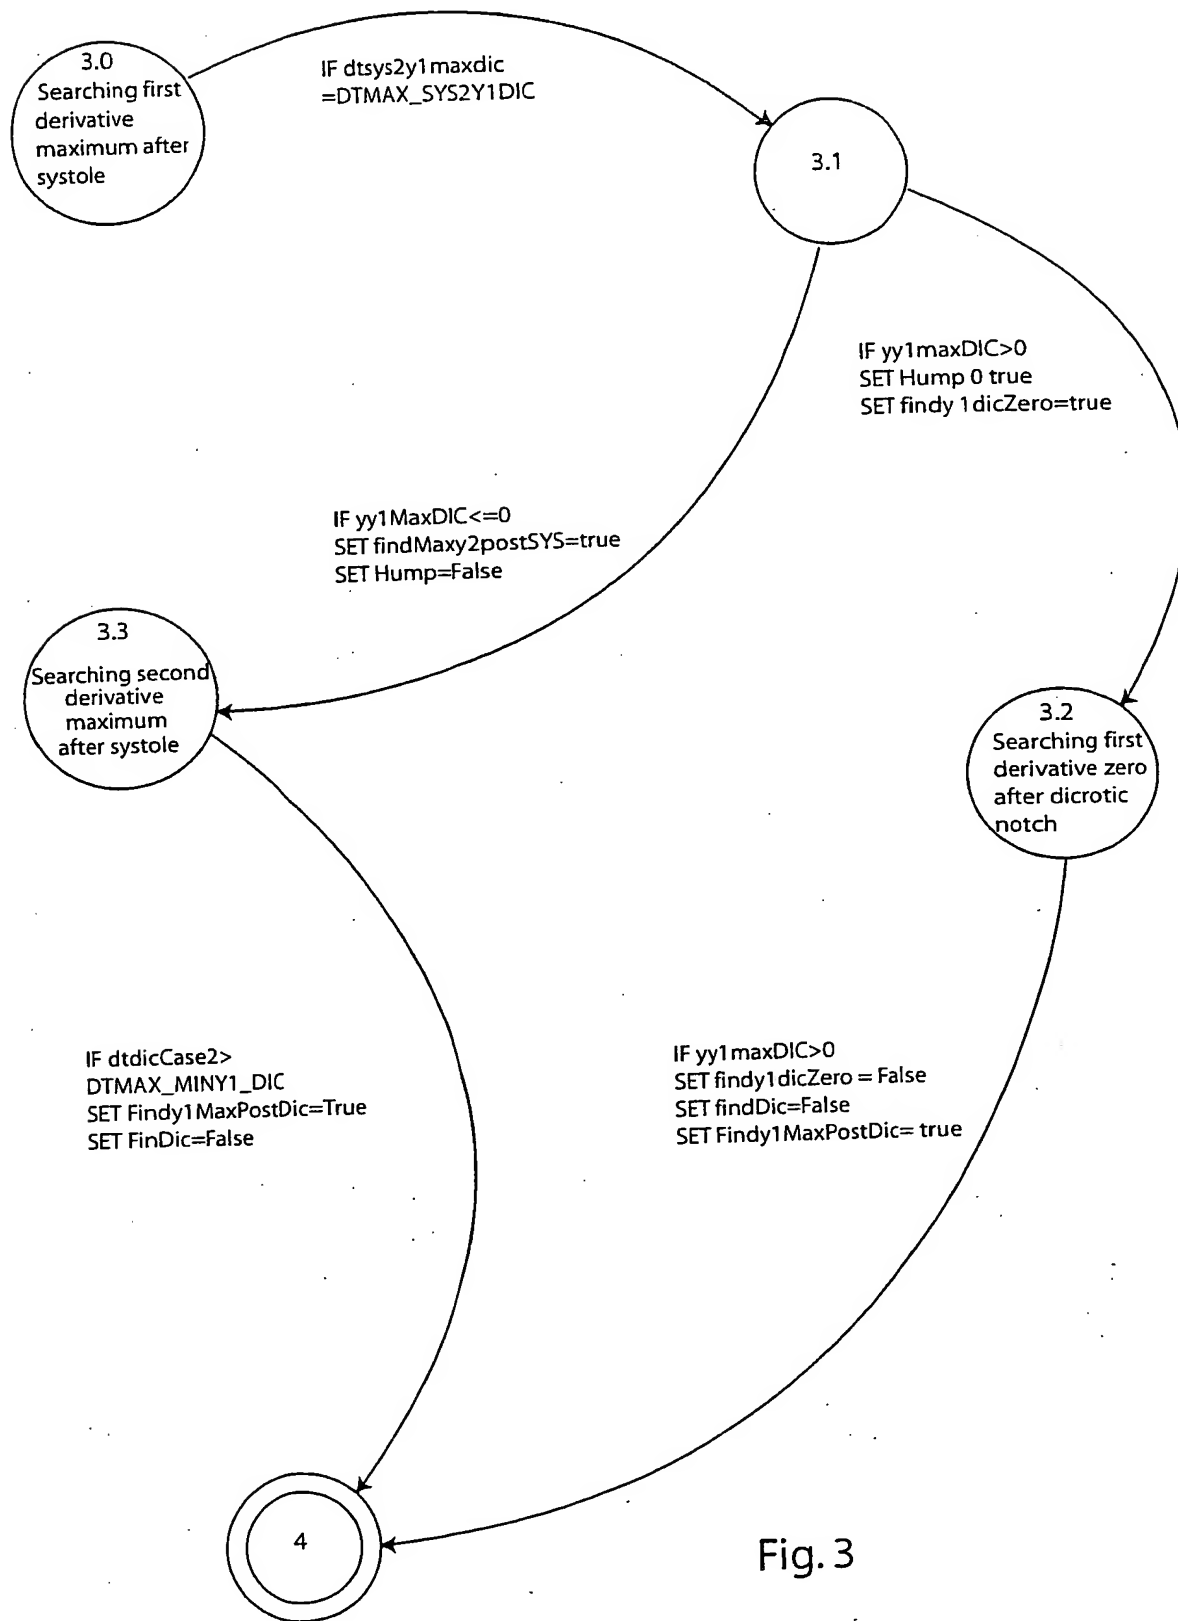 3.0
Searching first
derivative
maximum after
systole
IF dtsys2y1maxdic
=DTMAX_SYS2Y1DIC
3.1
IF yy1maxDIC>0
SET Hump 0 true
SET findy 1dicZero=true
IF yy1MaxDIC<=0
SET findMaxy2postSYS=true
SET Hump=False
3.3
Searching second
derivative
maximum
after systole
3.2
Searching first
derivative zero
after dicrotic
notch
IF dtdicCase2>
DTMAX_MINY1_DIC
SET Findy1MaxPostDic=True
SET FinDic=False
IF yy1maxDIC>0
SET findy1dicZero = False
SET findDic=False
SET Findy1MaxPostDic= true
4
Fig. 3